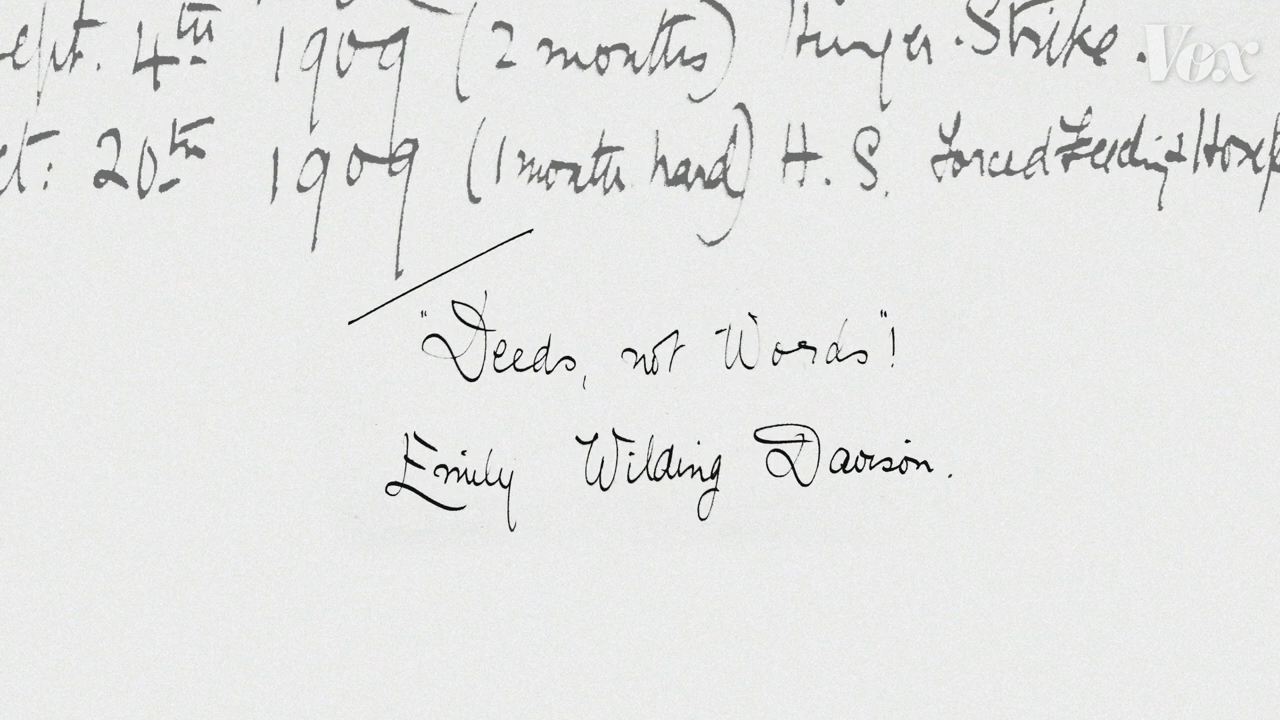 Sept. 4th 1909 (2 months) Hunger-Strike.
Vox
Oct: 20th 1909 (1 month hard) H. S. Forced Feeding &
"Deeds, not Words"!
Emily Wilding Davison.